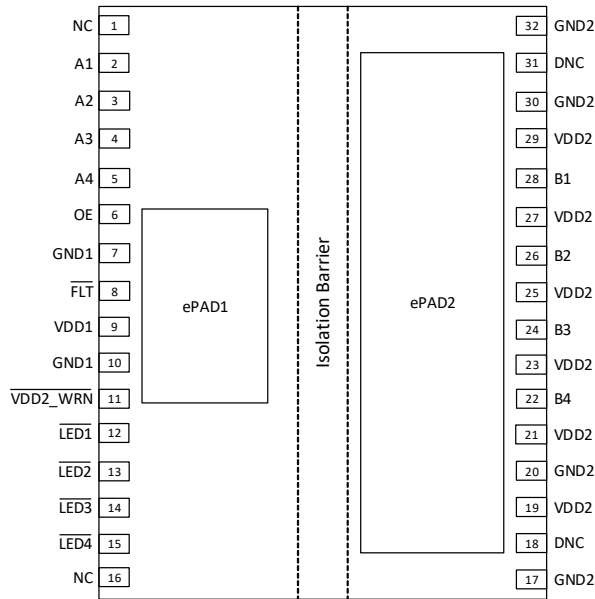 NC 1
A1 2
A2 3
A3 4
A4 5
OE 6
GND1 7
FLT 8
VDD1 9
GND1 10
VDD2_WRN 11
LED1 12
LED2 13
LED3 14
LED4 15
NC 16
ePAD1
Isolation Barrier
ePAD2
32 GND2
31 DNC
30 GND2
29 VDD2
28 B1
27 VDD2
26 B2
25 VDD2
24 B3
23 VDD2
22 B4
21 VDD2
20 GND2
19 VDD2
18 DNC
17 GND2